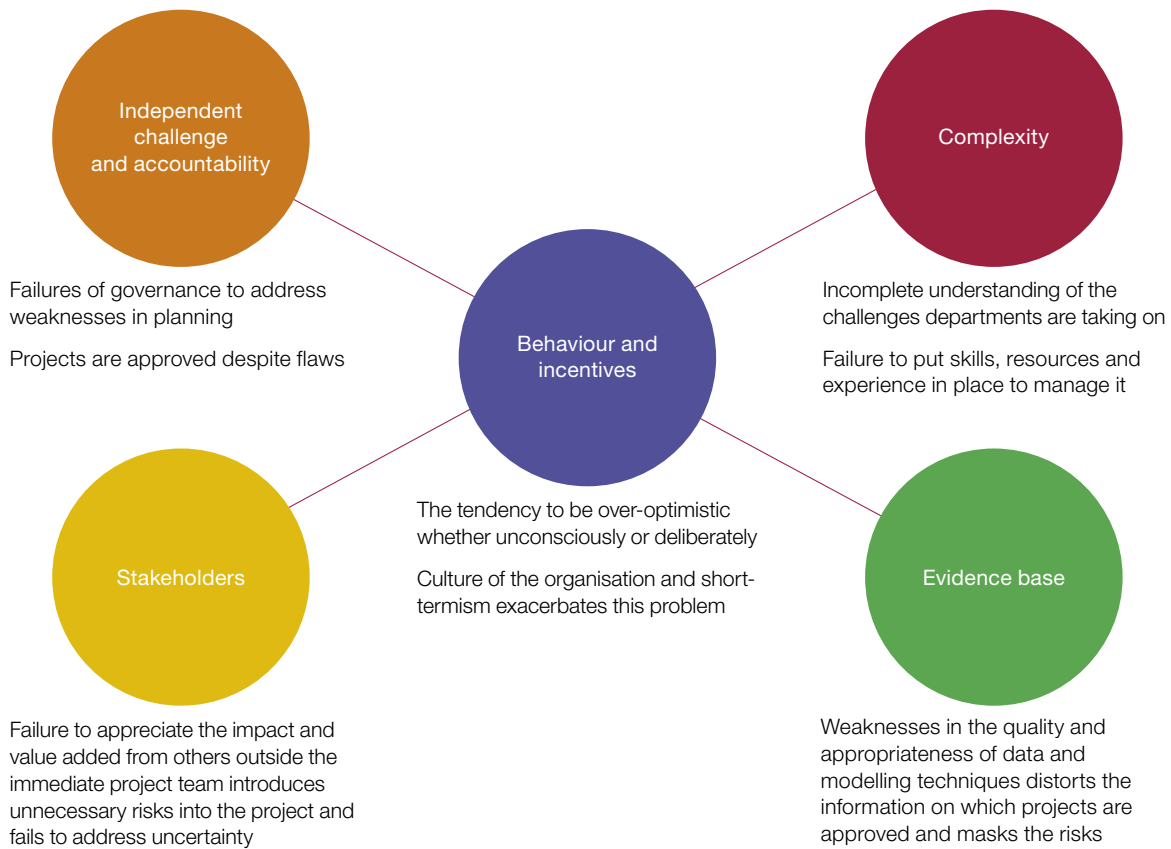 Independent
challenge
and accountability
Failures of governance to address
weaknesses in planning
Projects are approved despite flaws
Complexity
Incomplete understanding of the
challenges departments are taking on
Failure to put skills, resources and
experience in place to manage it
Behaviour and
incentives
The tendency to be over-optimistic
whether unconsciously or deliberately
Culture of the organisation and short-
termism exacerbates this problem
Stakeholders
Failure to appreciate the impact and
value added from others outside the
immediate project team introduces
unnecessary risks into the project and
fails to address uncertainty
Evidence base
Weaknesses in the quality and
appropriateness of data and
modelling techniques distorts the
information on which projects are
approved and masks the risks